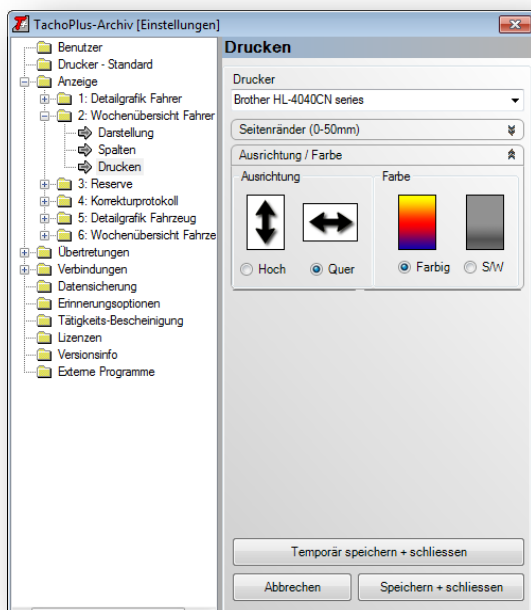 TachoPlus-Archiv [Einstellungen]
Benutzer
Drucker - Standard
Anzeige
1: Detailgrafik Fahrer
2: Wochenübersicht Fahrer
Darstellung
Spalten
Drucken
3: Reserve
4: Korrekturprotokoll
5: Detailgrafik Fahrzeug
6: Wochenübersicht Fahrze
Übertretungen
Verbindungen
Datensicherung
Erinnerungsoptionen
Tätigkeits-Bescheinigung
Lizenzen
Versionsinfo
Externe Programme
Drucken
Drucker
Brother HL-4040CN series
Seitenränder (0-50mm)
Ausrichtung / Farbe
Ausrichtung
Farbe
Hoch
Quer
Farbig
S/W
Temporär speichern + schliessen
Abbrechen
Speichern + schliessen